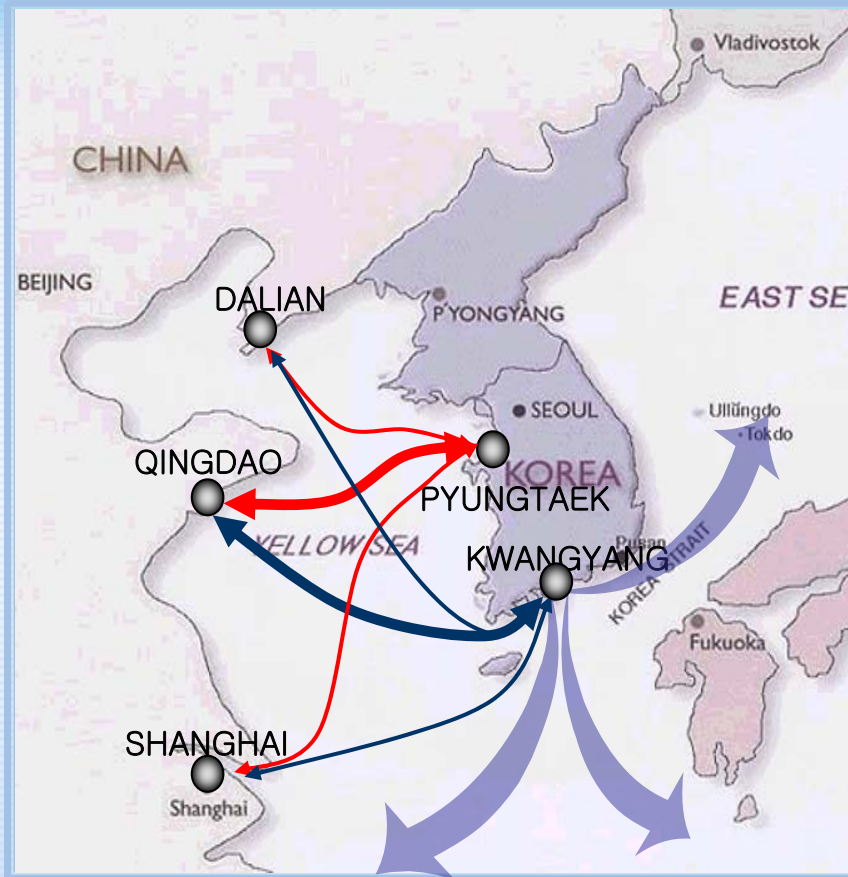 Vladivostok
CHINA
BEIJING
DALIAN
P'YONGYANG
EAST SE
SEOUL
Ullŭngdo
Tokdo
QINGDAO
KOREA
PYUNGTAEK
YELLOW SEA
Pusan
KWANGYANG
KOREA STRAIT
Fukuoka
SHANGHAI
Shanghai